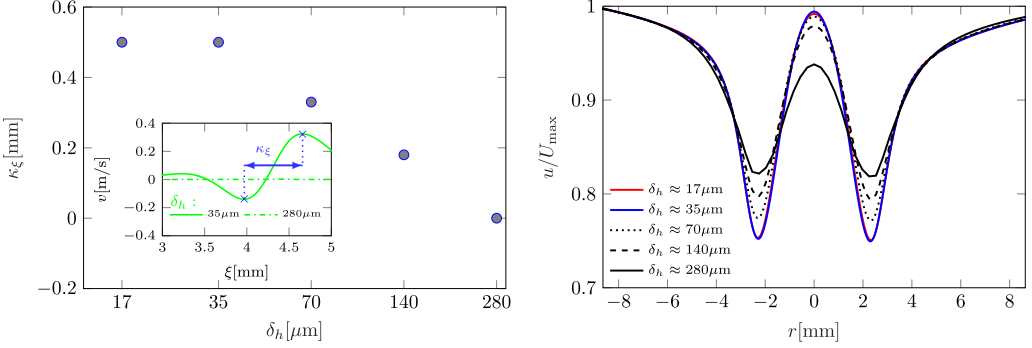 0.6
0.4
0.2
0
−0.2
κξ[mm]
17
35
70
140
280
δh[μm]
0.4
0.2
0
−0.2
−0.4
v[m/s]
κξ
δh :
35μm
280μm
3
3.5
4
4.5
5
ξ[mm]
1
0.9
0.8
0.7
u/Umax
δh ≈ 17μm
δh ≈ 35μm
δh ≈ 70μm
δh ≈ 140μm
δh ≈ 280μm
−8
−6
−4
−2
0
2
4
6
8
r[mm]